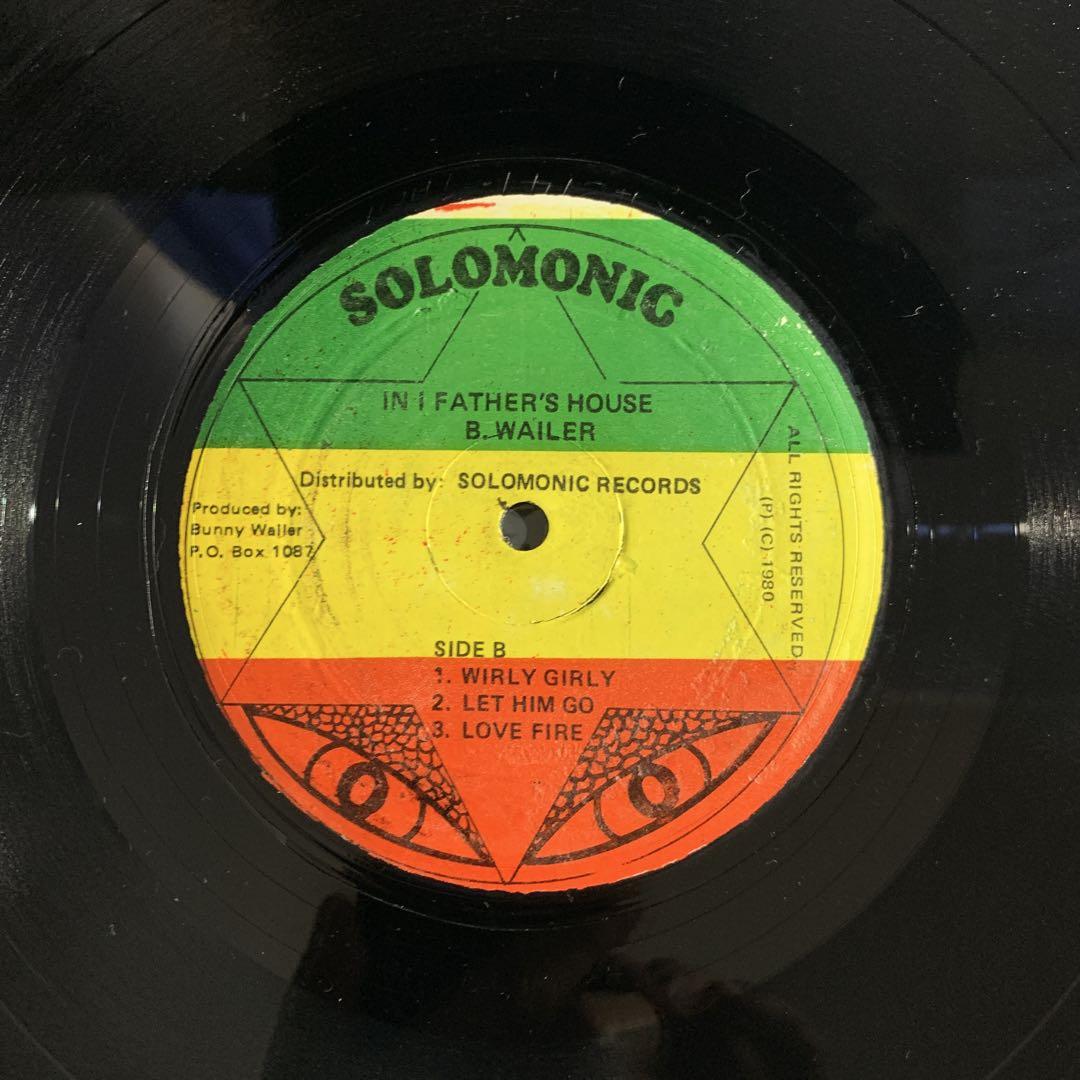 SOLOMONIC
IN I FATHER'S HOUSE
B. WAILER
Distributed by: SOLOMONIC RECORDS
Produced by:
Bunny Wailer
P.O. Box 1087
ALL RIGHTS RESERVED
(P) (C) 1980
SIDE B
1. WIRLY GIRLY
2. LET HIM GO
3. LOVE FIRE